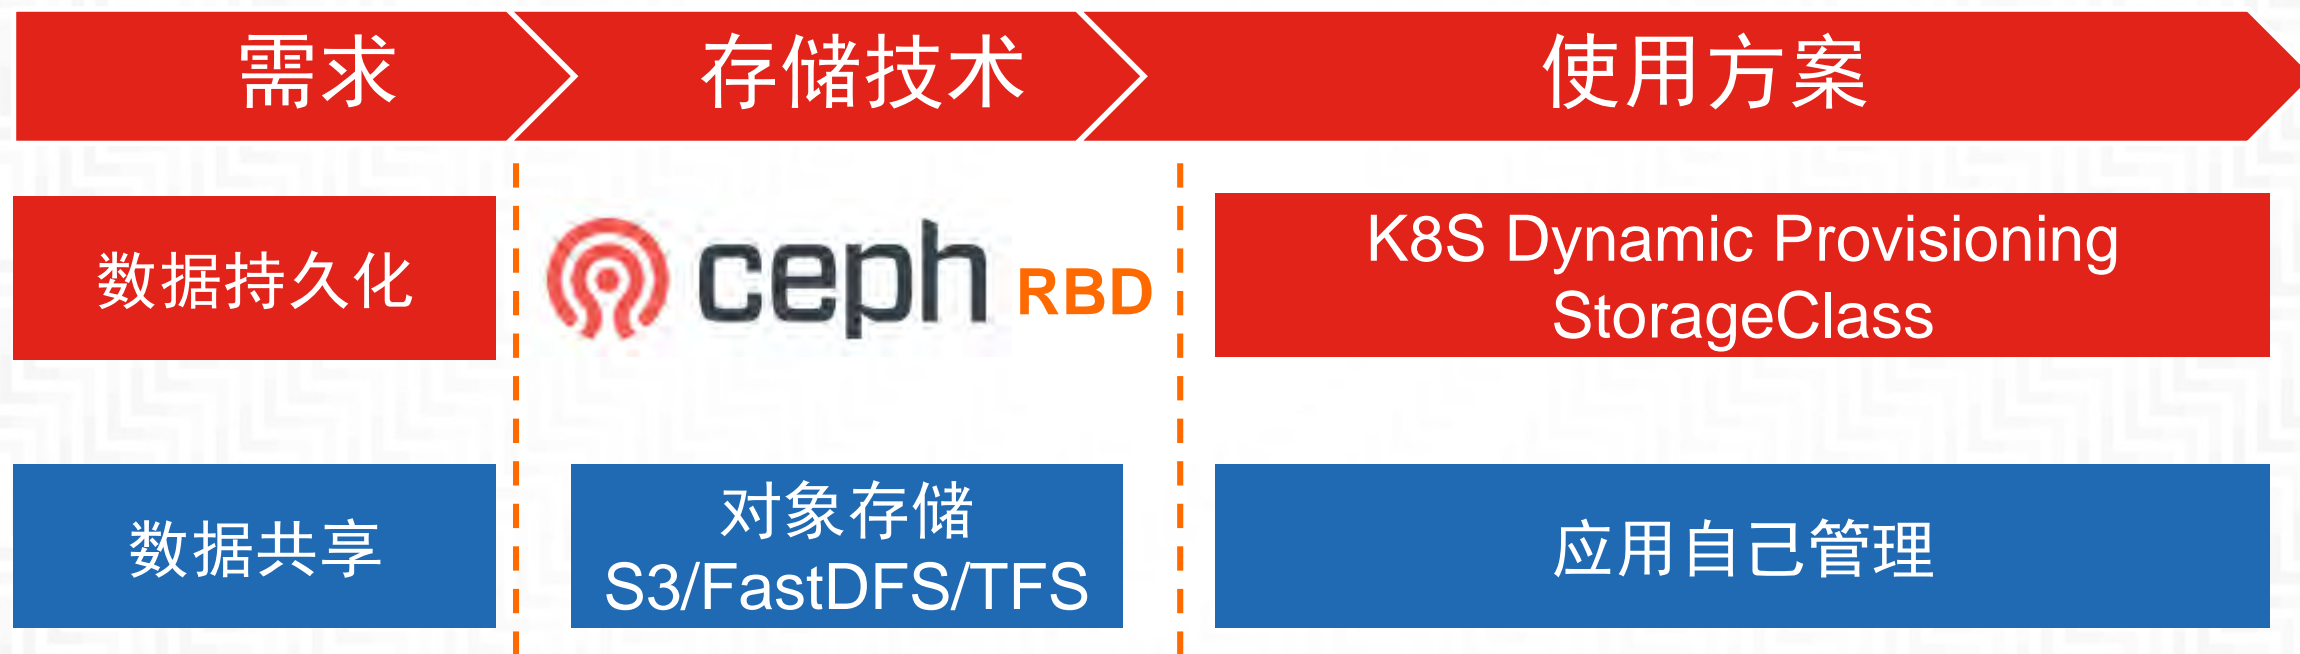 需求
存储技术
使用方案
数据持久化
ceph RBD
K8S Dynamic Provisioning
StorageClass
数据共享
对象存储
S3/FastDFS/TFS
应用自己管理